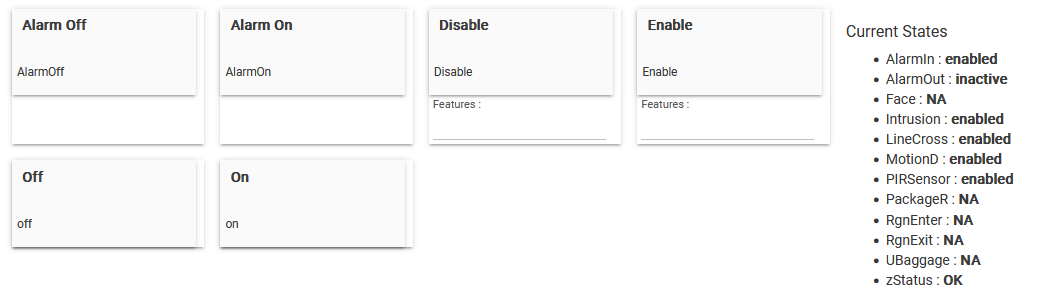 Alarm Off
Alarm On
Disable
Enable
AlarmOff
AlarmOn
Disable
Enable
Features :
Features :
Off
On
off
on
Current States
AlarmIn : enabled
AlarmOut : inactive
Face : NA
Intrusion : enabled
LineCross : enabled
MotionD : enabled
PIRSensor : enabled
PackageR : NA
RgnEnter : NA
RgnExit : NA
UBaggage : NA
zStatus : OK